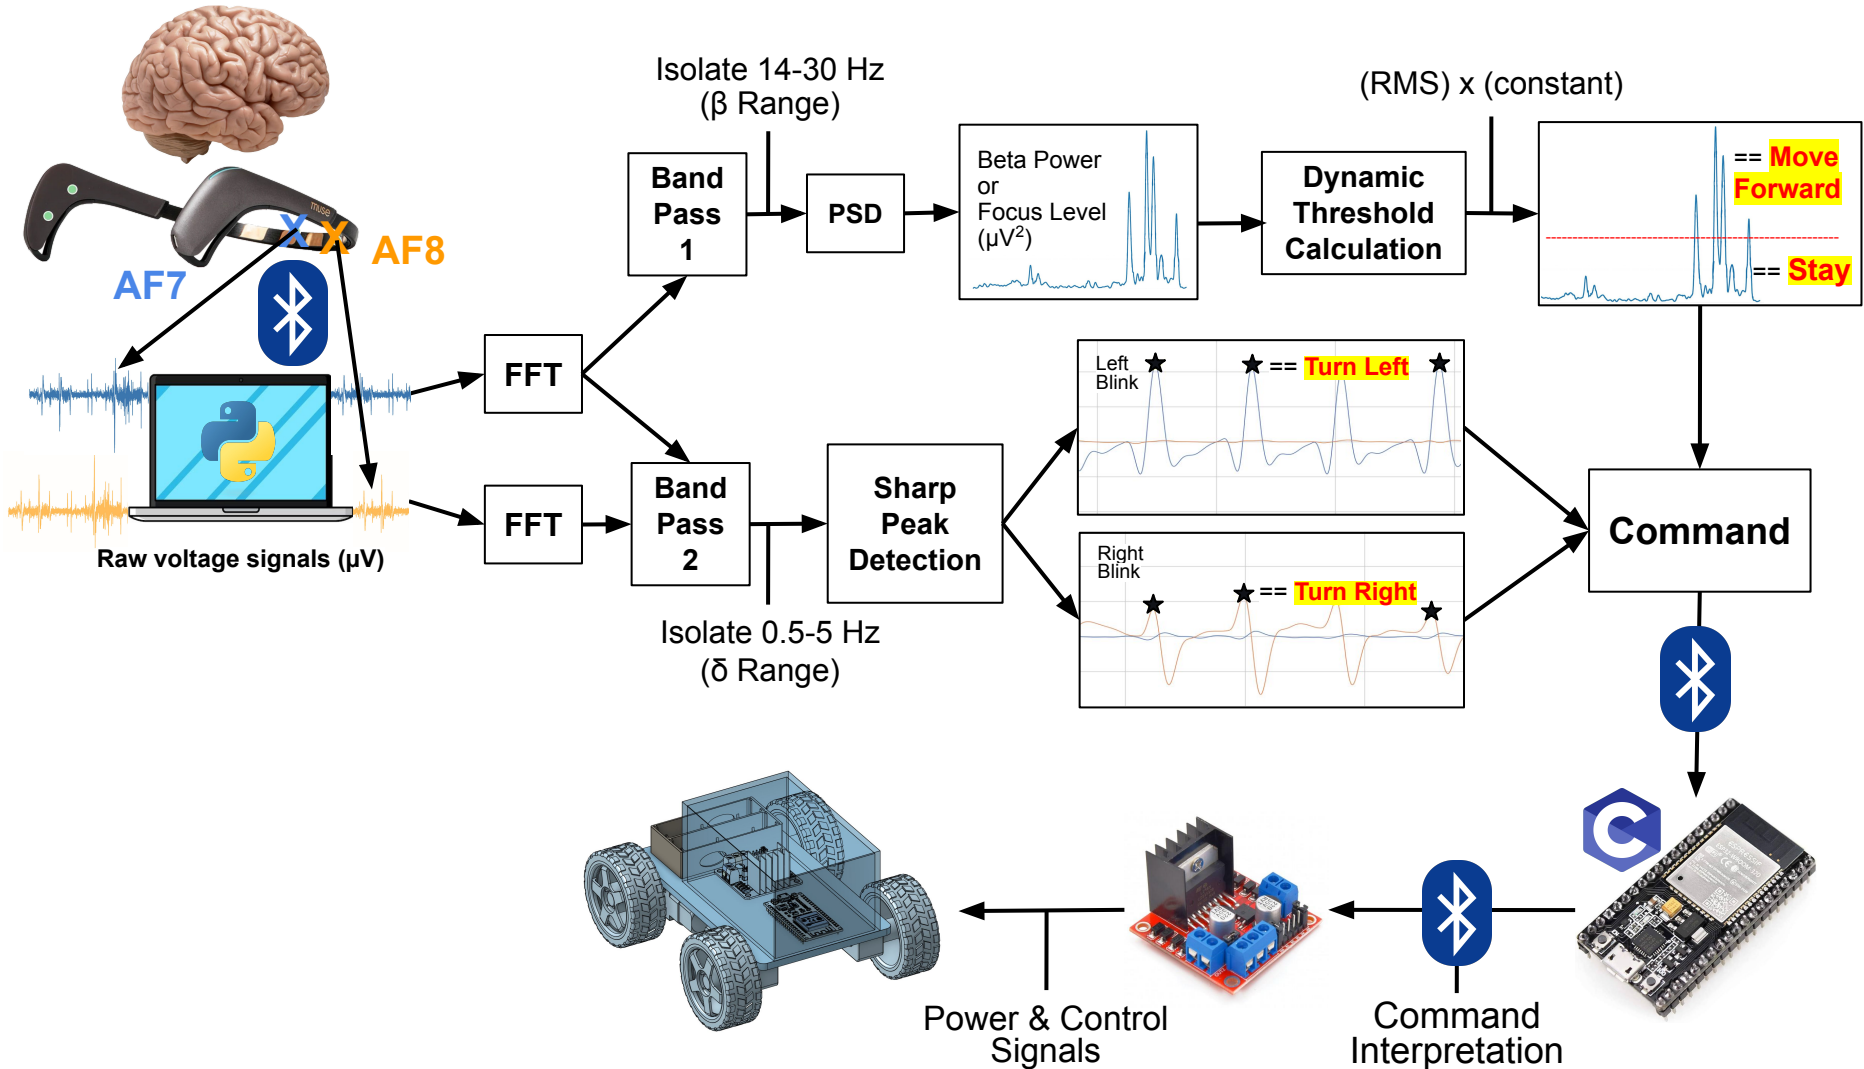 muse
AF7
AF8
Raw voltage signals (µV)
FFT
FFT
Isolate 14-30 Hz
(β Range)
Band
Pass
1
PSD
Beta Power
or
Focus Level
(µV²)
Dynamic
Threshold
Calculation
(RMS) x (constant)
== Move
Forward
== Stay
Band
Pass
2
Isolate 0.5-5 Hz
(δ Range)
Sharp
Peak
Detection
Left
Blink
== Turn Left
Right
Blink
== Turn Right
Command
C
Command
Interpretation
Power & Control
Signals